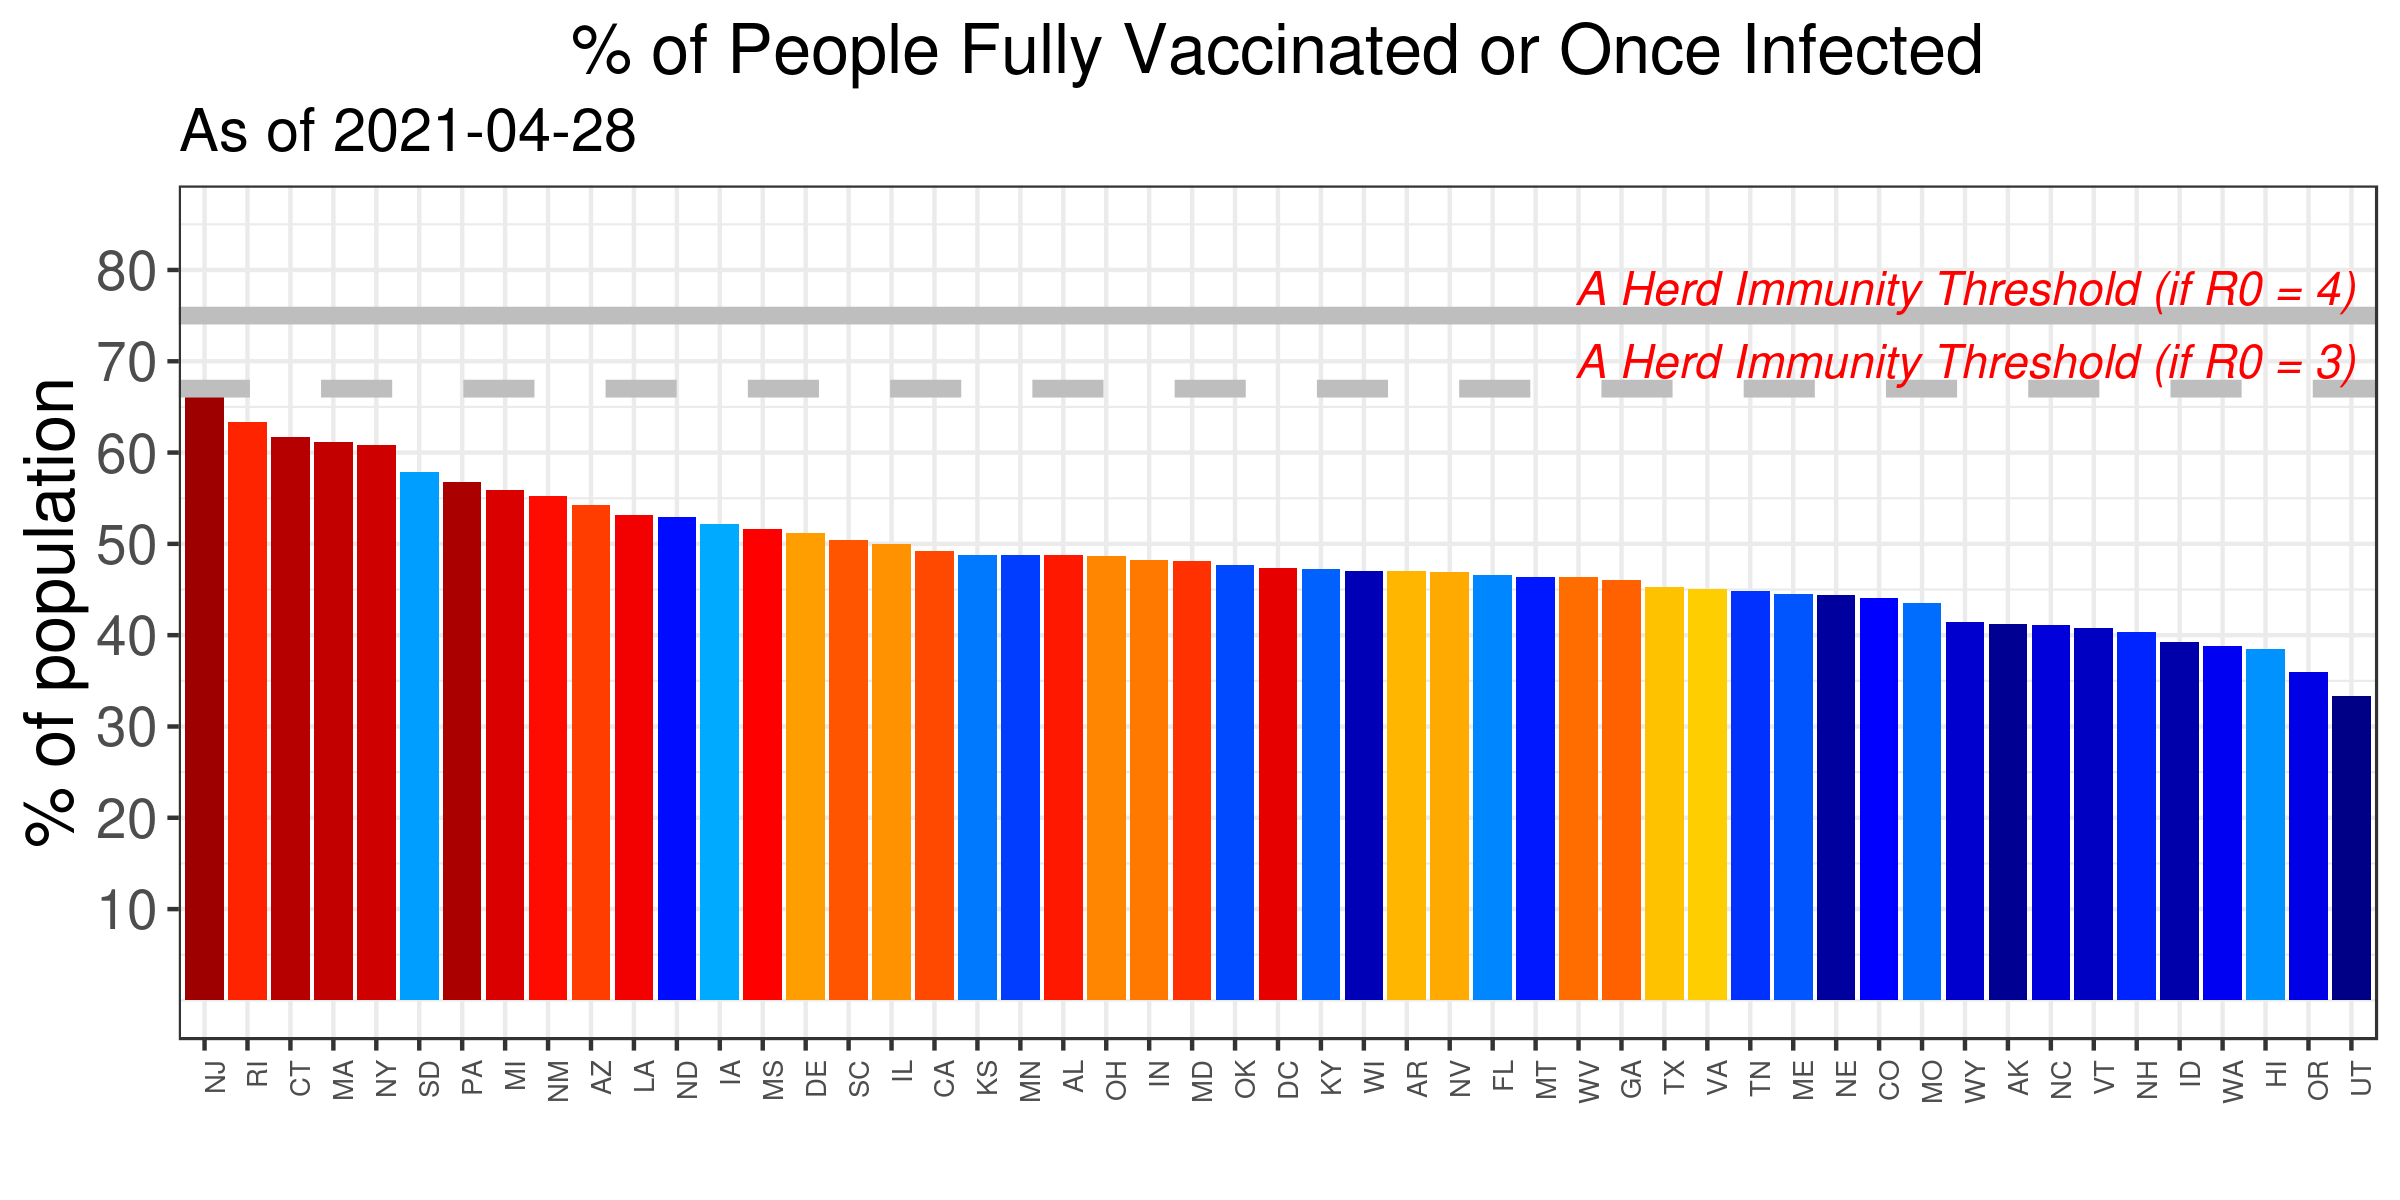 % of People Fully Vaccinated or Once Infected
As of 2021-04-28
% of population
80
70
60
50
40
30
20
10
A Herd Immunity Threshold (if R0 = 4)
A Herd Immunity Threshold (if R0 = 3)
NJ RI CT MA NY SD PA MI NM AZ LA ND IA MS DE SC IL CA KS MN AL OH IN MD OK DC KY WI AR NV FL MT WV GA TX VA TN ME NE CO MO WY AK NC VT NH ID WA HI OR UT